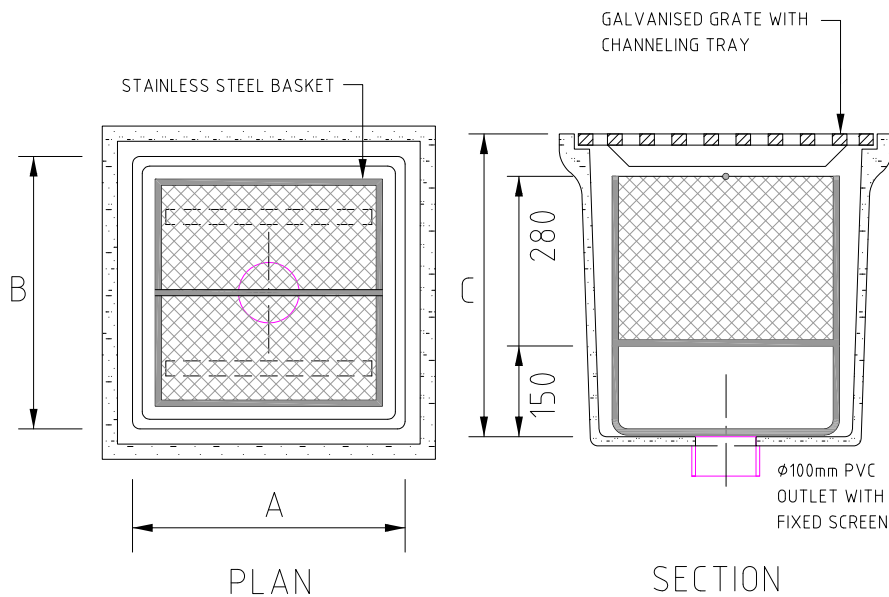 GALVANISED GRATE WITH
CHANNELING TRAY
STAINLESS STEEL BASKET
B
A
PLAN
C
280
150
Ø100mm PVC
OUTLET WITH
FIXED SCREEN
SECTION